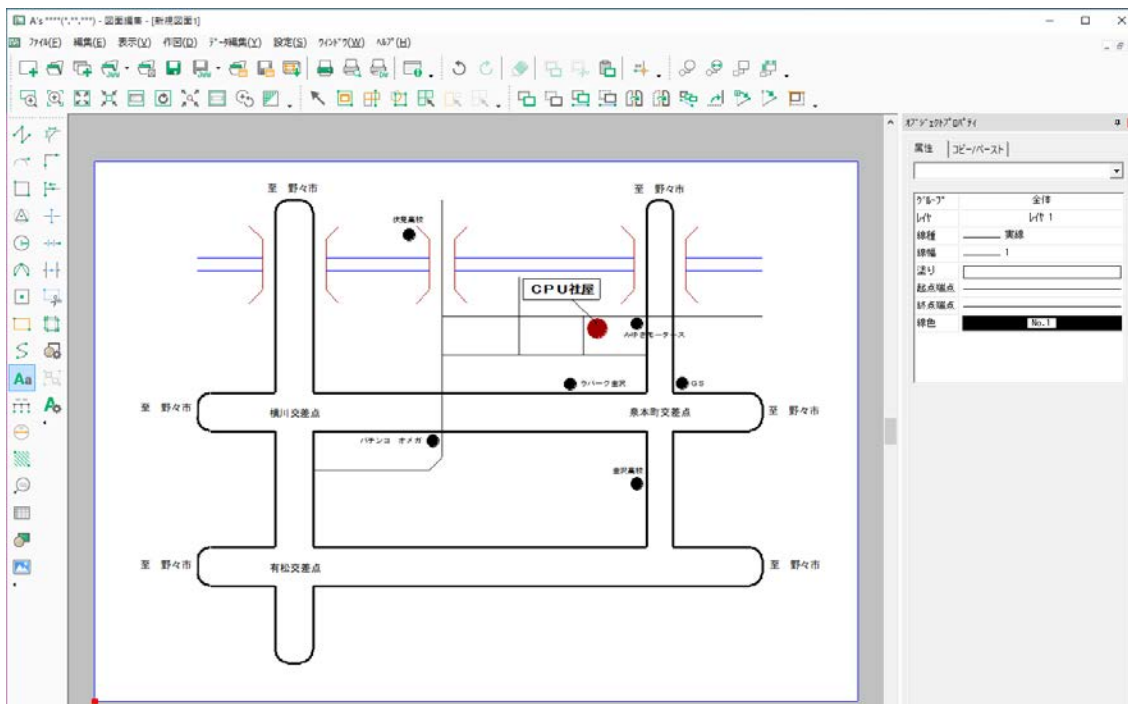 A's ****(*.**.***) - 図面編集 - [新規図面1]
ﾌｧｲﾙ(F) 編集(E) 表示(V) 作図(D) ﾃﾞｰﾀ編集(Y) 設定(S) ｳｨﾝﾄﾞｳ(W) ﾍﾙﾌﾟ(H)
ｵﾌﾞｼﾞｪｸﾄﾌﾟﾛﾊﾟﾃｨ
属性 コピー/ペースト
ｸﾞﾙｰﾌﾟ 全体
ﾚｲﾔ ﾚｲﾔ 1
線種 実線
線幅 1
塗り
起点端点
終点端点
線色 No.1
至 野々市
至 野々市
伏見高校
CPU社屋
みゆきモータース
ラパーク金沢
GS
至 野々市
横川交差点
泉本町交差点
至 野々市
パチンコ オメガ
金沢高校
至 野々市
有松交差点
至 野々市
Aa
A